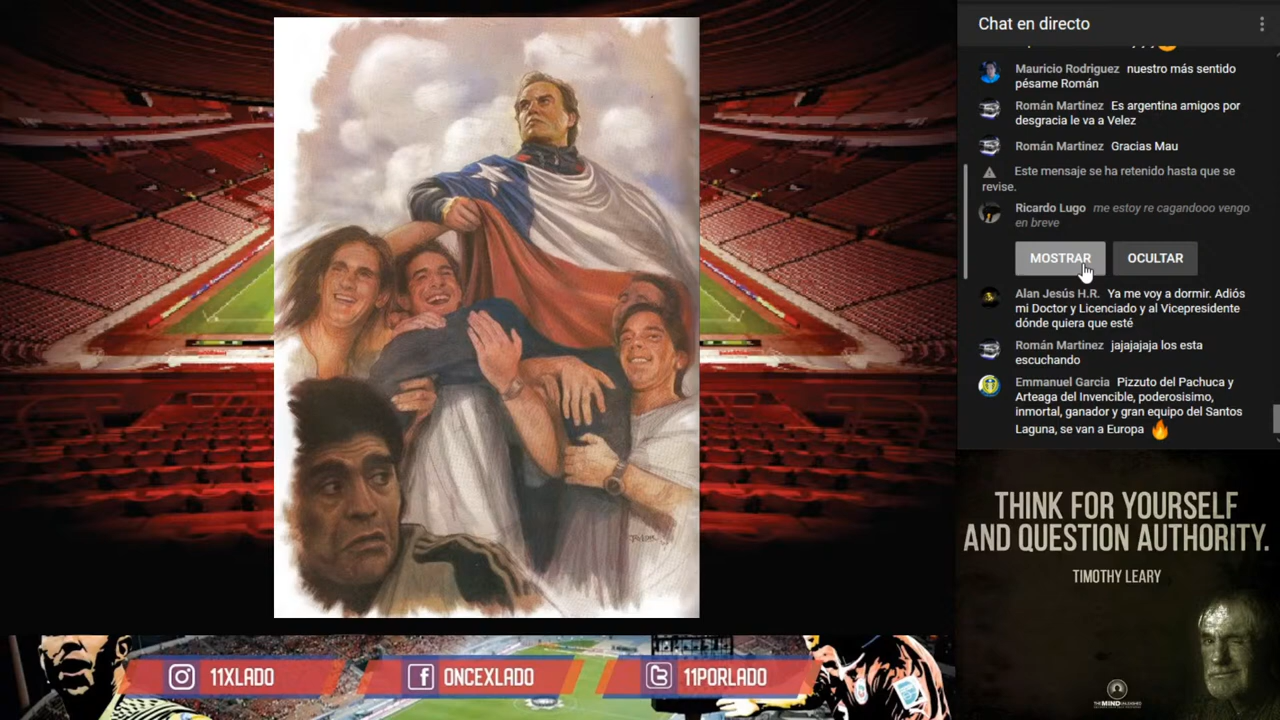 Chat en directo
Mauricio Rodriguez nuestro más sentido
pésame Román
Román Martinez Es argentina amigos por
desgracia le va a Velez
Román Martinez Gracias Mau
Este mensaje se ha retenido hasta que se
revise.
Ricardo Lugo me estoy re cagandooo vengo
en breve
MOSTRAR OCULTAR
Alan Jesús H.R. Ya me voy a dormir. Adiós
mi Doctor y Licenciado y al Vicepresidente
dónde quiera que esté
Román Martinez jajajajaja los esta
escuchando
Emmanuel Garcia Pizzuto del Pachuca y
Arteaga del Invencible, poderosisimo,
inmortal, ganador y gran equipo del Santos
Laguna, se van a Europa 🔥
THINK FOR YOURSELF
AND QUESTION AUTHORITY.
TIMOTHY LEARY
THEMINDUNLEASHED
11XLADO ONCEXLADO 11PORLADO